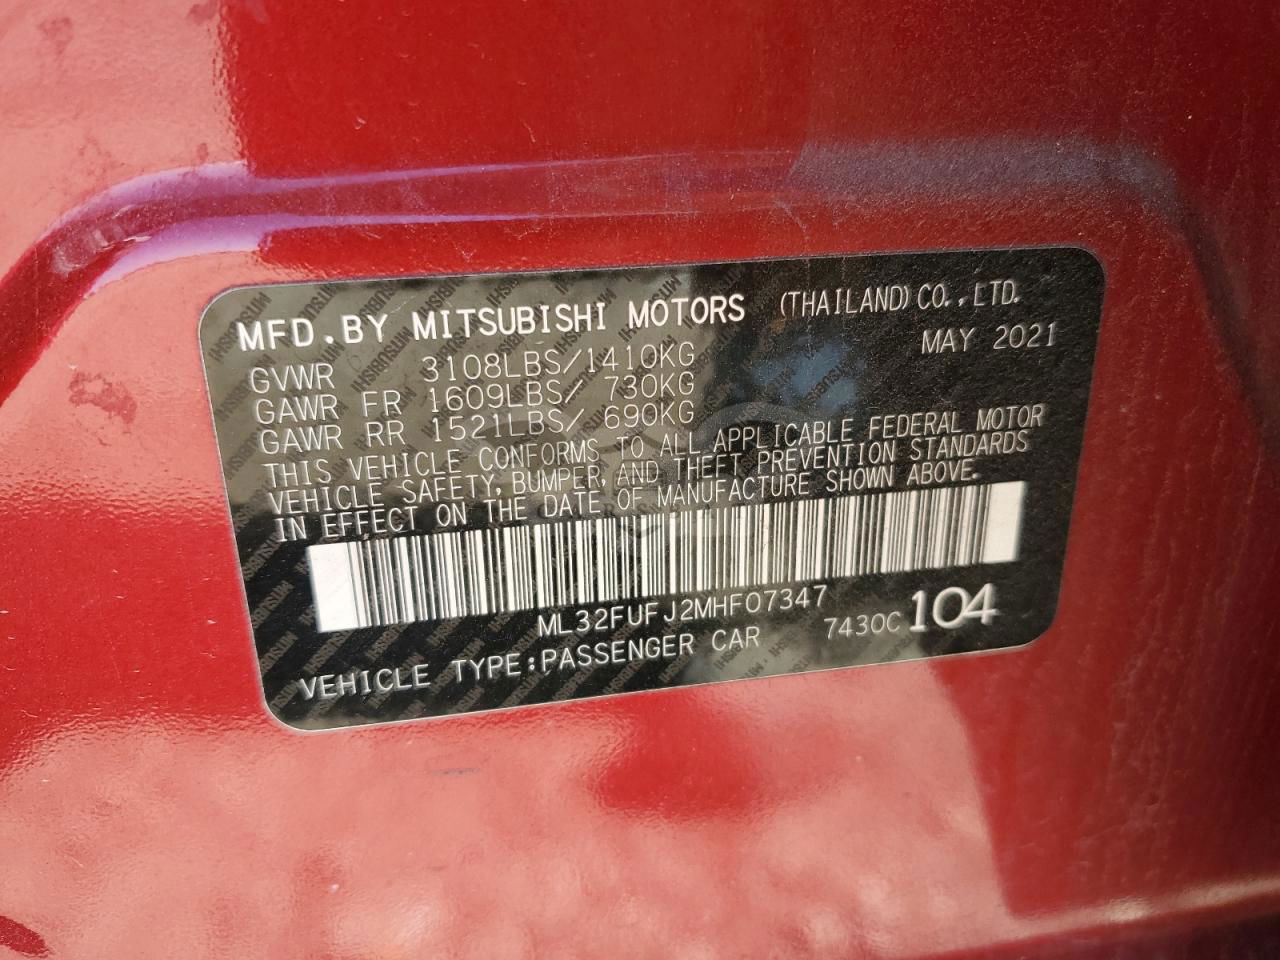 MFD.BY MITSUBISHI MOTORS (THAILAND) CO., LTD.
MAY 2021
GVWR 3108LBS/1410KG
GAWR FR 1609LBS/ 730KG
GAWR RR 1521LBS/ 690KG
THIS VEHICLE CONFORMS TO ALL APPLICABLE FEDERAL MOTOR
VEHICLE SAFETY, BUMPER, AND THEFT PREVENTION STANDARDS
IN EFFECT ON THE DATE OF MANUFACTURE SHOWN ABOVE.
ML32FUFJ2MHF07347
7430C 104
VEHICLE TYPE:PASSENGER CAR